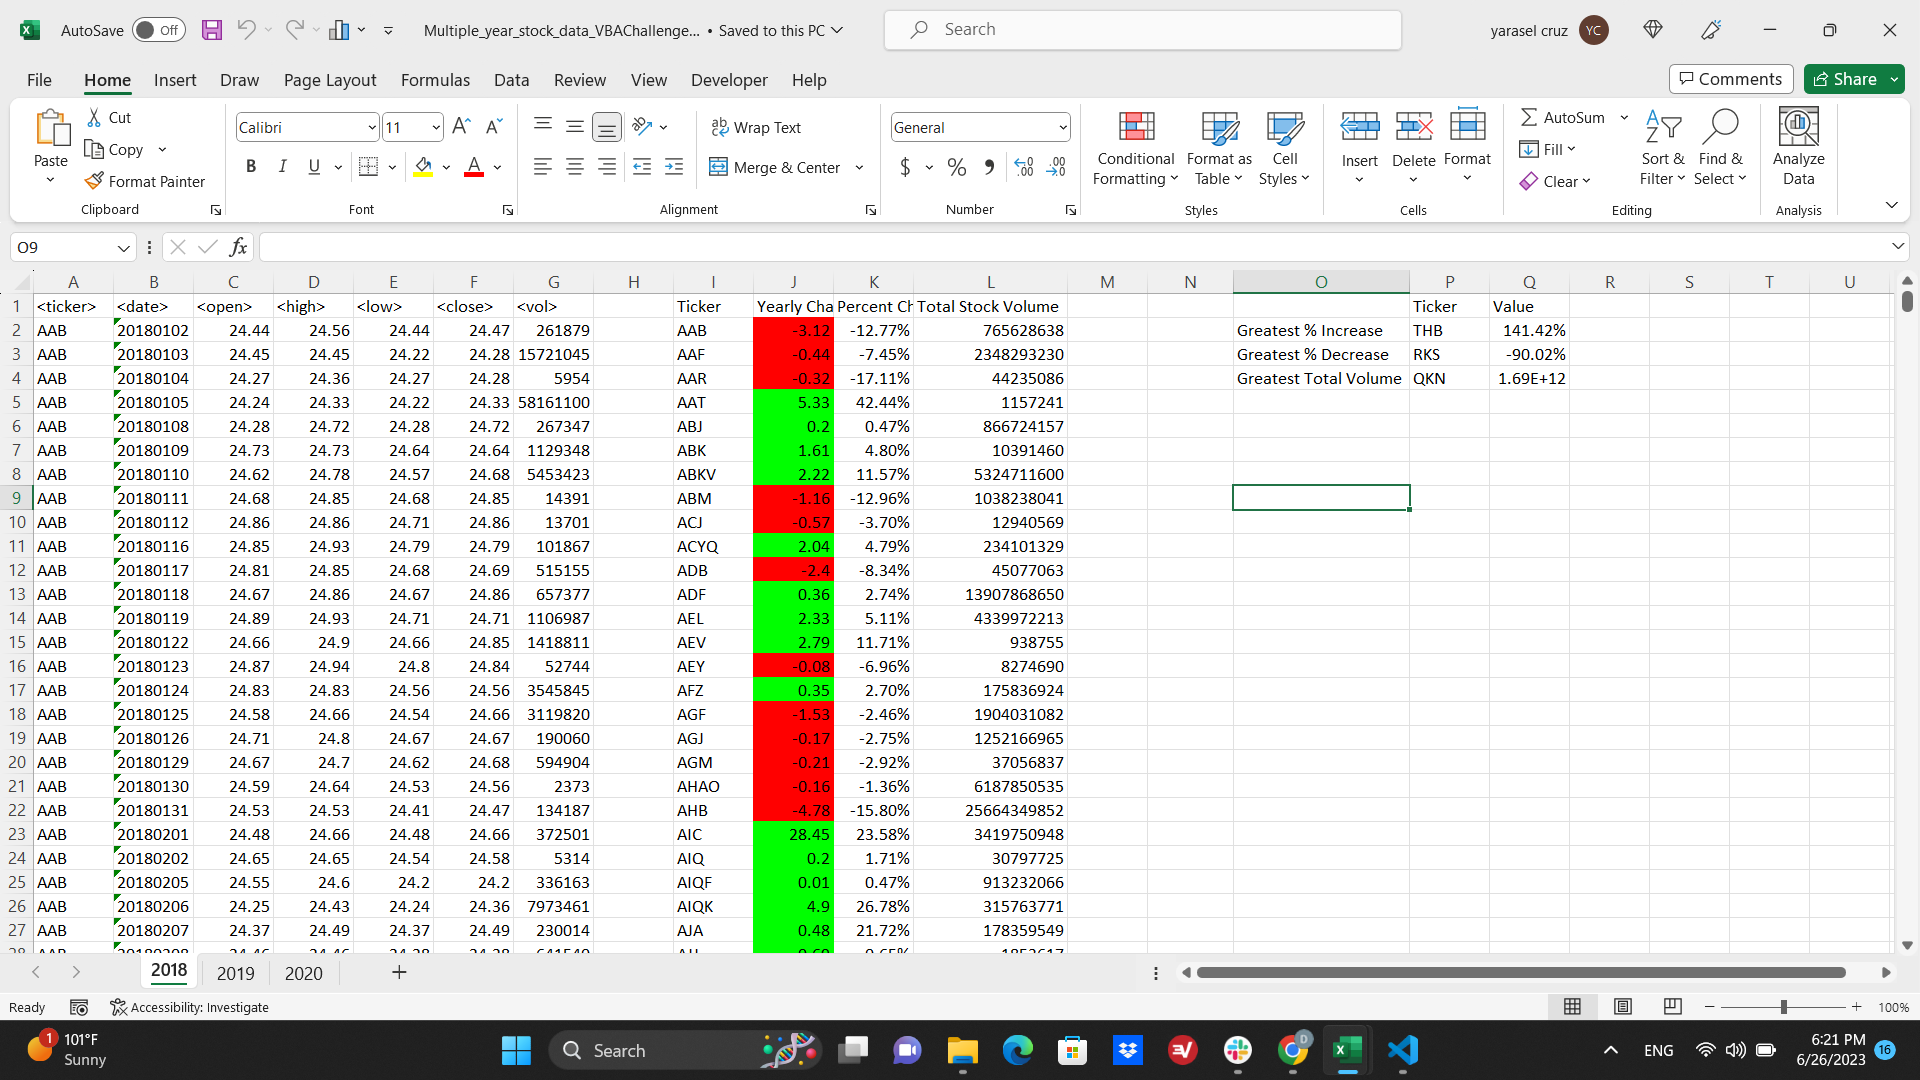 AutoSave Off Multiple_year_stock_data_VBAChallenge... • Saved to this PC Search yarasel cruz YC
File Home Insert Draw Page Layout Formulas Data Review View Developer Help Comments Share
Paste Cut Copy Format Painter Clipboard
Calibri 11 B I U A Font
Wrap Text Merge & Center Alignment
General $ % Number
Conditional Formatting Format as Table Cell Styles Styles
Insert Delete Format Cells
AutoSum Fill Clear Sort & Filter Find & Select Editing
Analyze Data Analysis
O9 fx
A B C D E F G H I J K L M N O P Q R S T U
1 <ticker> <date> <open> <high> <low> <close> <vol> Ticker Yearly Cha Percent Ch Total Stock Volume Ticker Value
2 AAB 20180102 24.44 24.56 24.44 24.47 261879 AAB -3.12 -12.77% 765628638 Greatest % Increase THB 141.42%
3 AAB 20180103 24.45 24.45 24.22 24.28 15721045 AAF -0.44 -7.45% 2348293230 Greatest % Decrease RKS -90.02%
4 AAB 20180104 24.27 24.36 24.27 24.28 5954 AAR -0.32 -17.11% 44235086 Greatest Total Volume QKN 1.69E+12
5 AAB 20180105 24.24 24.33 24.22 24.33 58161100 AAT 5.33 42.44% 1157241
6 AAB 20180108 24.28 24.72 24.28 24.72 267347 ABJ 0.2 0.47% 866724157
7 AAB 20180109 24.73 24.73 24.64 24.64 1129348 ABK 1.61 4.80% 10391460
8 AAB 20180110 24.62 24.78 24.57 24.68 5453423 ABKV 2.22 11.57% 5324711600
9 AAB 20180111 24.68 24.85 24.68 24.85 14391 ABM -1.16 -12.96% 1038238041
10 AAB 20180112 24.86 24.86 24.71 24.86 13701 ACJ -0.57 -3.70% 12940569
11 AAB 20180116 24.85 24.93 24.79 24.79 101867 ACYQ 2.04 4.79% 234101329
12 AAB 20180117 24.81 24.85 24.68 24.69 515155 ADB -2.4 -8.34% 45077063
13 AAB 20180118 24.67 24.86 24.67 24.86 657377 ADF 0.36 2.74% 13907868650
14 AAB 20180119 24.89 24.93 24.71 24.71 1106987 AEL 2.33 5.11% 4339972213
15 AAB 20180122 24.66 24.9 24.66 24.85 1418811 AEV 2.79 11.71% 938755
16 AAB 20180123 24.87 24.94 24.8 24.84 52744 AEY -0.08 -6.96% 8274690
17 AAB 20180124 24.83 24.83 24.56 24.56 3545845 AFZ 0.35 2.70% 175836924
18 AAB 20180125 24.58 24.66 24.54 24.66 3119820 AGF -1.53 -2.46% 1904031082
19 AAB 20180126 24.71 24.8 24.67 24.67 190060 AGJ -0.17 -2.75% 1252166965
20 AAB 20180129 24.67 24.7 24.62 24.68 594904 AGM -0.21 -2.92% 37056837
21 AAB 20180130 24.59 24.64 24.53 24.56 2373 AHAO -0.16 -1.36% 6187850535
22 AAB 20180131 24.53 24.53 24.41 24.47 134187 AHB -4.78 -15.80% 25664349852
23 AAB 20180201 24.48 24.66 24.48 24.66 372501 AIC 28.45 23.58% 3419750948
24 AAB 20180202 24.65 24.65 24.54 24.58 5314 AIQ 0.2 1.71% 30797725
25 AAB 20180205 24.55 24.6 24.2 24.2 336163 AIQF 0.01 0.47% 913232066
26 AAB 20180206 24.25 24.43 24.24 24.36 7973461 AIQK 4.9 26.78% 315763771
27 AAB 20180207 24.37 24.49 24.37 24.49 230014 AJA 0.48 21.72% 178359549
2018 2019 2020
Ready Accessibility: Investigate 100%
1 101°F Sunny Search D ENG 6:21 PM 6/26/2023 16